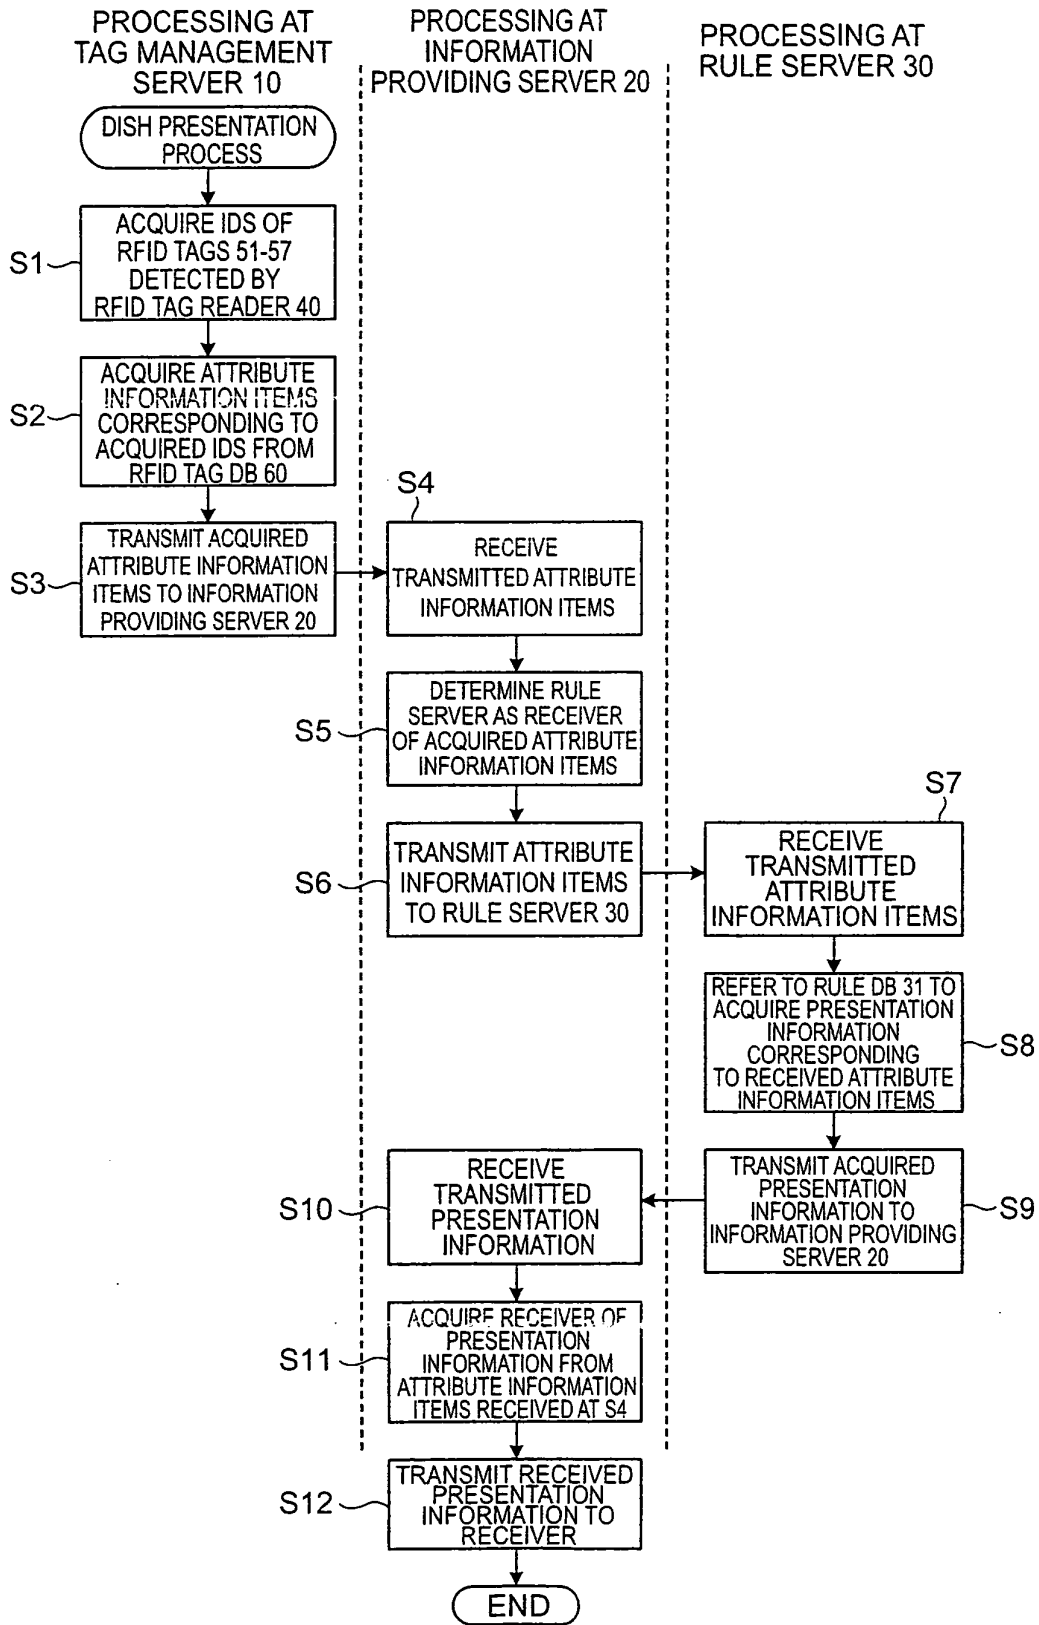 PROCESSING AT
TAG MANAGEMENT
SERVER 10
PROCESSING AT
INFORMATION
PROVIDING SERVER 20
PROCESSING AT
RULE SERVER 30
DISH PRESENTATION
PROCESS
S1
ACQUIRE IDS OF
RFID TAGS 51-57
DETECTED BY
RFID TAG READER 40
S2
ACQUIRE ATTRIBUTE
INFORMATION ITEMS
CORRESPONDING TO
ACQUIRED IDS FROM
RFID TAG DB 60
S3
TRANSMIT ACQUIRED
ATTRIBUTE INFORMATION
ITEMS TO INFORMATION
PROVIDING SERVER 20
S4
RECEIVE
TRANSMITTED ATTRIBUTE
INFORMATION ITEMS
S5
DETERMINE RULE
SERVER AS RECEIVER
OF ACQUIRED ATTRIBUTE
INFORMATION ITEMS
S6
TRANSMIT ATTRIBUTE
INFORMATION ITEMS
TO RULE SERVER 30
S7
RECEIVE
TRANSMITTED
ATTRIBUTE
INFORMATION ITEMS
REFER TO RULE DB 31 TO
ACQUIRE PRESENTATION
INFORMATION
CORRESPONDING
TO RECEIVED ATTRIBUTE
INFORMATION ITEMS
S8
TRANSMIT ACQUIRED
PRESENTATION
INFORMATION TO
INFORMATION PROVIDING
SERVER 20
S9
S10
RECEIVE
TRANSMITTED
PRESENTATION
INFORMATION
S11
ACQUIRE RECEIVER OF
PRESENTATION
INFORMATION FROM
ATTRIBUTE INFORMATION
ITEMS RECEIVED AT S4
S12
TRANSMIT RECEIVED
PRESENTATION
INFORMATION TO
RECEIVER
END